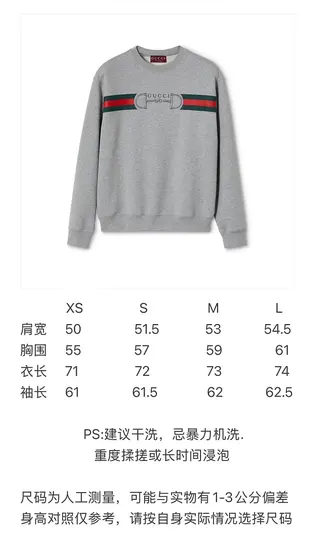 GUCCI
GUCCI
XS S M L
肩宽 50 51.5 53 54.5
胸围 55 57 59 61
衣长 71 72 73 74
袖长 61 61.5 62 62.5
PS:建议干洗，忌暴力机洗.
重度揉搓或长时间浸泡
尺码为人工测量，可能与实物有1-3公分偏差
身高对照仅参考，请按自身实际情况选择尺码